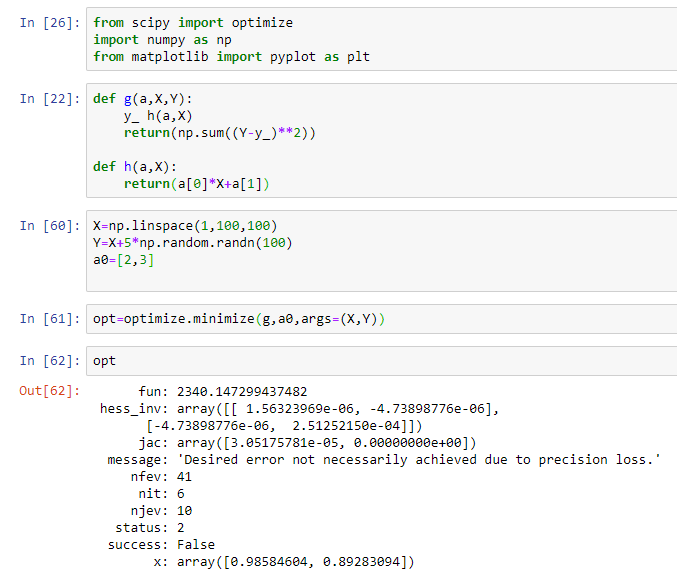 In [26]: from scipy import optimize
import numpy as np
from matplotlib import pyplot as plt
In [22]: def g(a,X,Y):
    y_ h(a,X)
    return(np.sum((Y-y_)**2))

def h(a,X):
    return(a[0]*X+a[1])
In [60]: X=np.linspace(1,100,100)
Y=X+5*np.random.randn(100)
a0=[2,3]
In [61]: opt=optimize.minimize(g,a0,args=(X,Y))
In [62]: opt
Out[62]:      fun: 2340.147299437482
 hess_inv: array([[ 1.56323969e-06, -4.73898776e-06],
       [-4.73898776e-06,  2.51252150e-04]])
      jac: array([3.05175781e-05, 0.00000000e+00])
  message: 'Desired error not necessarily achieved due to precision loss.'
     nfev: 41
      nit: 6
     njev: 10
   status: 2
  success: False
        x: array([0.98584604, 0.89283094])